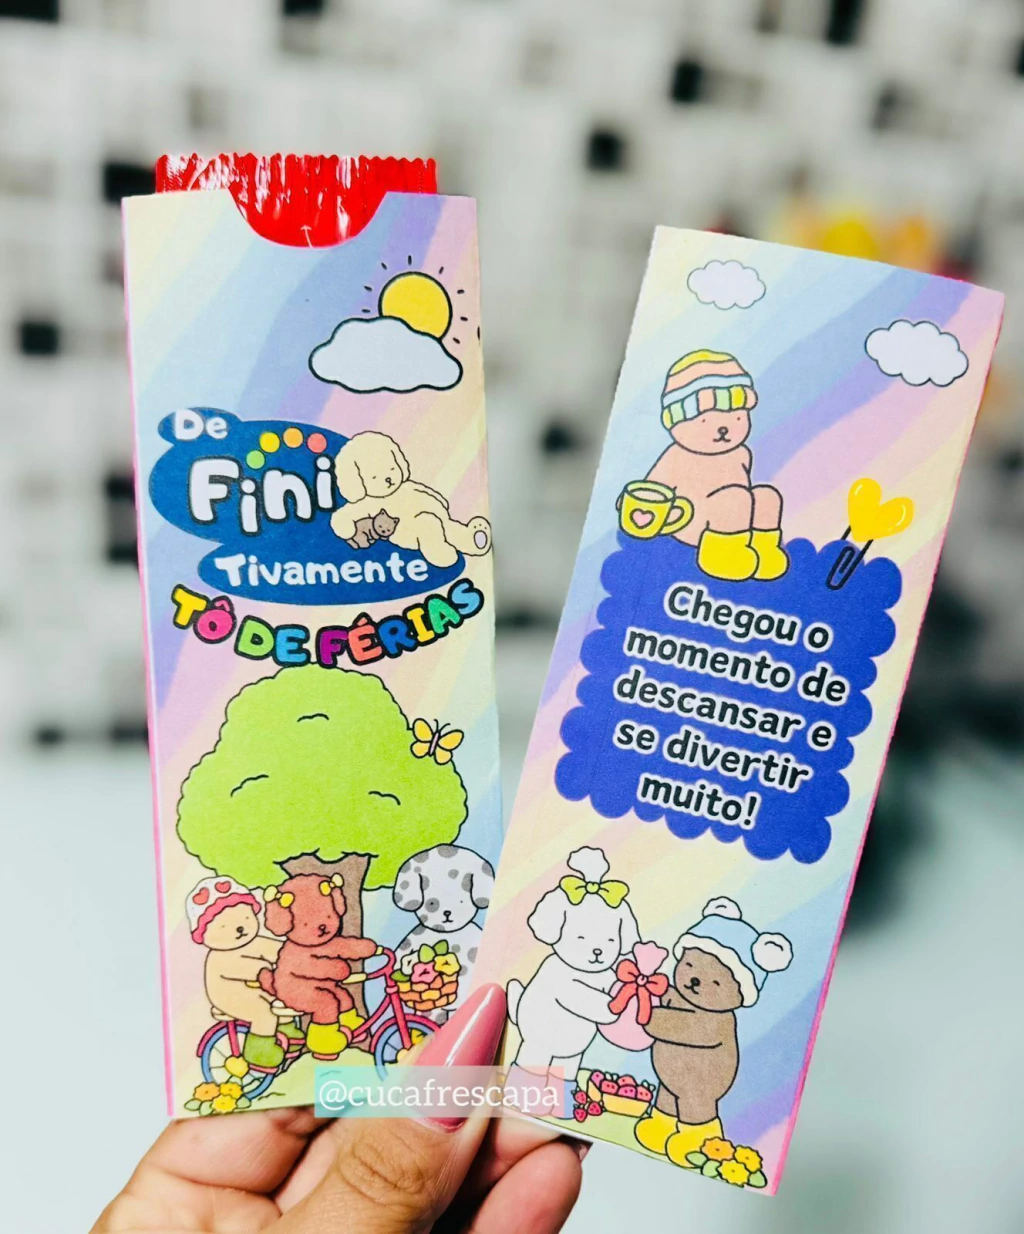 De
Fini
Tivamente
TÔ DE FÉRIAS
Chegou o
momento de
descansar e
se divertir
muito!
@cucafrescapa